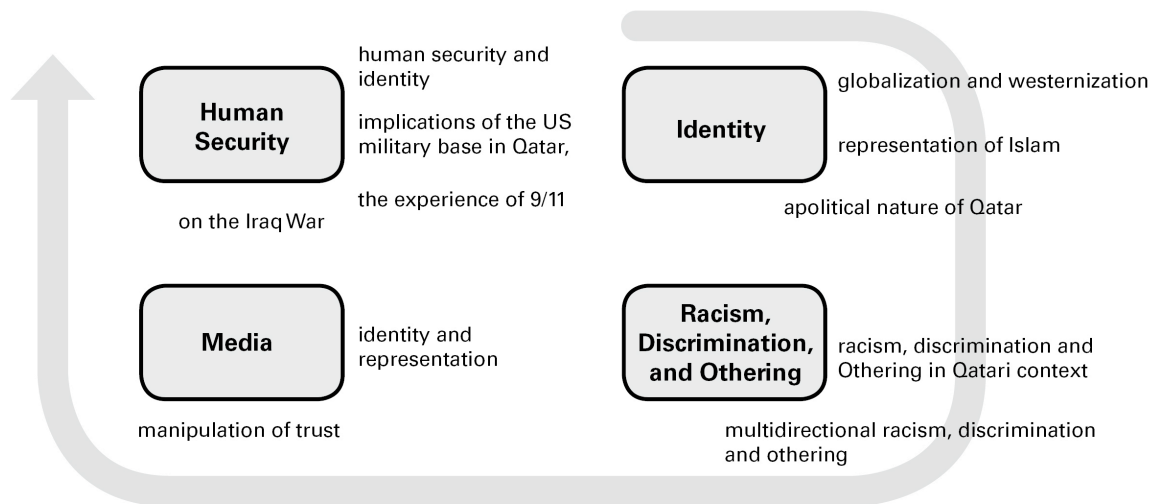 Human
Security
human security and
identity
implications of the US
military base in Qatar,
the experience of 9/11
on the Iraq War
Identity
globalization and westernization
representation of Islam
apolitical nature of Qatar
Media
identity and
representation
manipulation of trust
Racism,
Discrimination,
and Othering
racism, discrimination and
Othering in Qatari context
multidirectional racism, discrimination
and othering